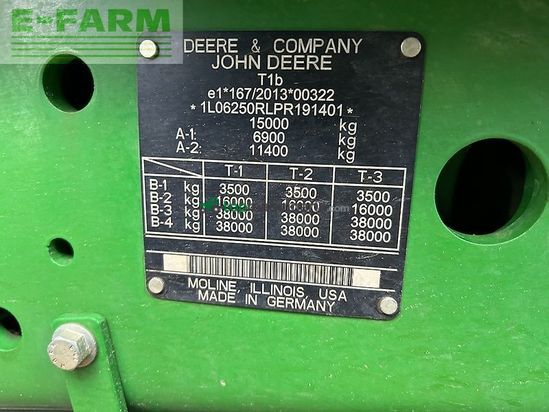 E-FARM
DEERE & COMPANY
JOHN DEERE
T1b
e1*167/2013*00322
*1L06250RLPR191401*
15000 kg
A-1: 6900 kg
A-2: 11400 kg
T-1 T-2 T-3
B-1 kg 3500 3500 3500
B-2 kg 16000 16000 16000
B-3 kg 38000 38000 38000
B-4 kg 38000 38000 38000
MOLINE, ILLINOIS, USA
MADE IN GERMANY